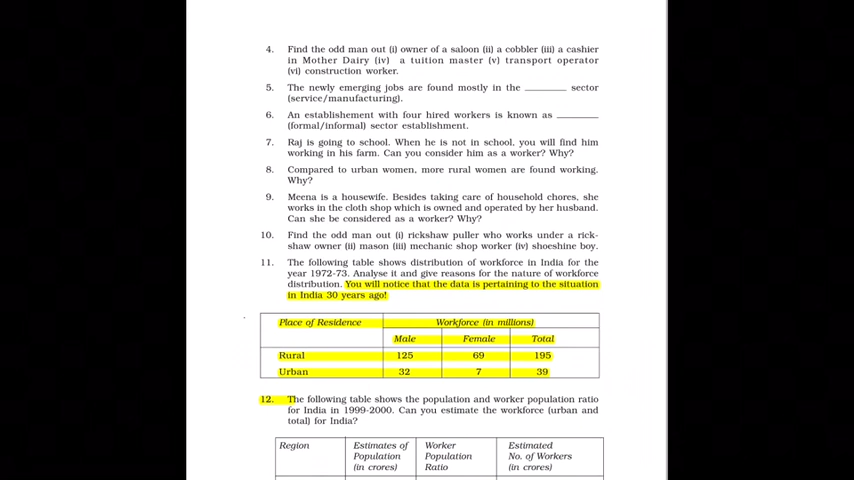 4. Find the odd man out (i) owner of a saloon (ii) a cobbler (iii) a cashier
in Mother Dairy (iv) a tuition master (v) transport operator
(vi) construction worker.
5. The newly emerging jobs are found mostly in the ________ sector
(service/manufacturing).
6. An establishement with four hired workers is known as ________
(formal/informal) sector establishment.
7. Raj is going to school. When he is not in school, you will find him
working in his farm. Can you consider him as a worker? Why?
8. Compared to urban women, more rural women are found working.
Why?
9. Meena is a housewife. Besides taking care of household chores, she
works in the cloth shop which is owned and operated by her husband.
Can she be considered as a worker? Why?
10. Find the odd man out (i) rickshaw puller who works under a rick-
shaw owner (ii) mason (iii) mechanic shop worker (iv) shoeshine boy.
11. The following table shows distribution of workforce in India for the
year 1972-73. Analyse it and give reasons for the nature of workforce
distribution. You will notice that the data is pertaining to the situation
in India 30 years ago!
Place of Residence Workforce (in millions)
Male Female Total
Rural 125 69 195
Urban 32 7 39
12. The following table shows the population and worker population ratio
for India in 1999-2000. Can you estimate the workforce (urban and
total) for India?
Region Estimates of Worker Estimated
Population Population No. of Workers
(in crores) Ratio (in crores)